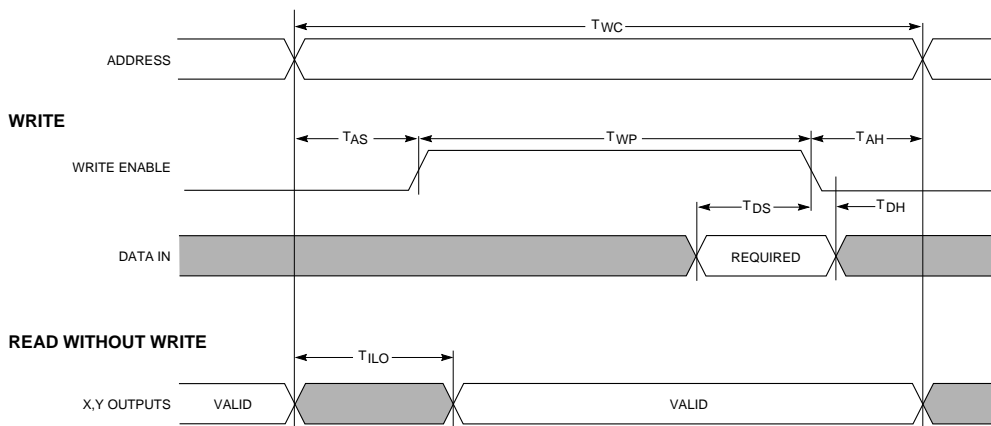 TWC
ADDRESS
WRITE
TAS
TWP
TAH
WRITE ENABLE
TDS
TDH
DATA IN
REQUIRED
READ WITHOUT WRITE
TILO
X,Y OUTPUTS
VALID
VALID